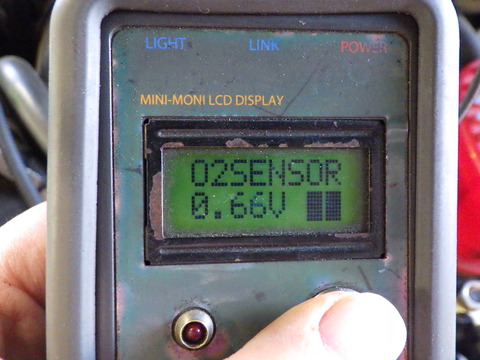 LIGHT LINK POWER
MINI-MONI LCD DISPLAY
O2SENSOR
0.66V